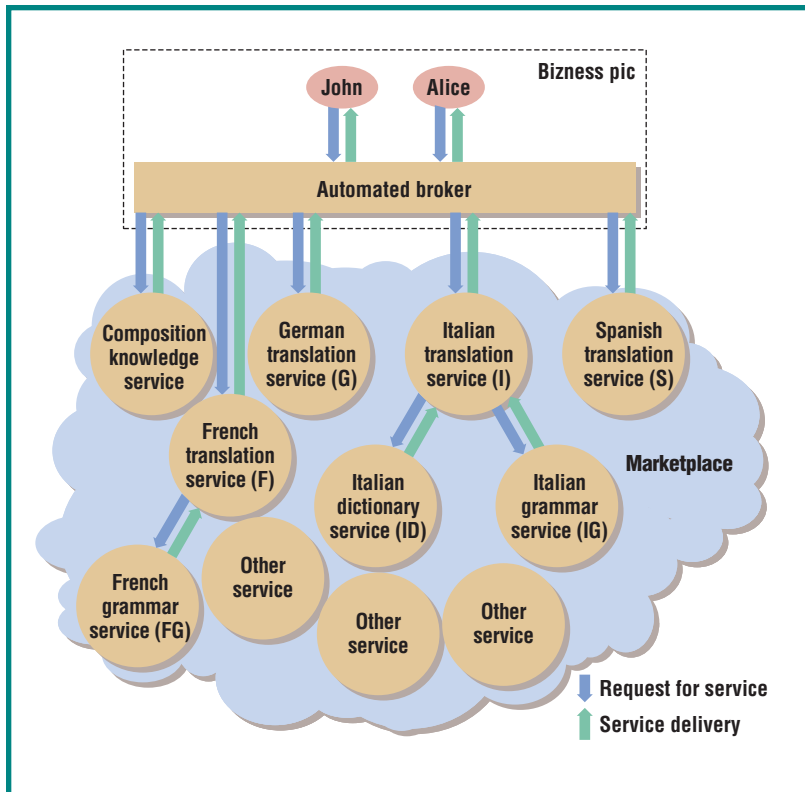 Bizness pic
John
Alice
Automated broker
Composition
knowledge
service
German
translation
service (G)
Italian
translation
service (I)
Spanish
translation
service (S)
French
translation
service (F)
Marketplace
Italian
dictionary
service (ID)
Italian
grammar
service (IG)
French
grammar
service (FG)
Other
service
Other
service
Other
service
Request for service
Service delivery